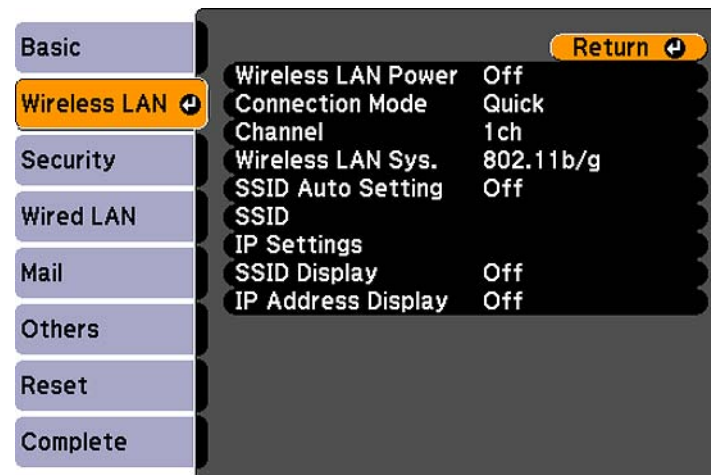 Basic
Wireless LAN
Security
Wired LAN
Mail
Others
Reset
Complete
Return
Wireless LAN Power Off
Connection Mode Quick
Channel 1ch
Wireless LAN Sys. 802.11b/g
SSID Auto Setting Off
SSID
IP Settings
SSID Display Off
IP Address Display Off